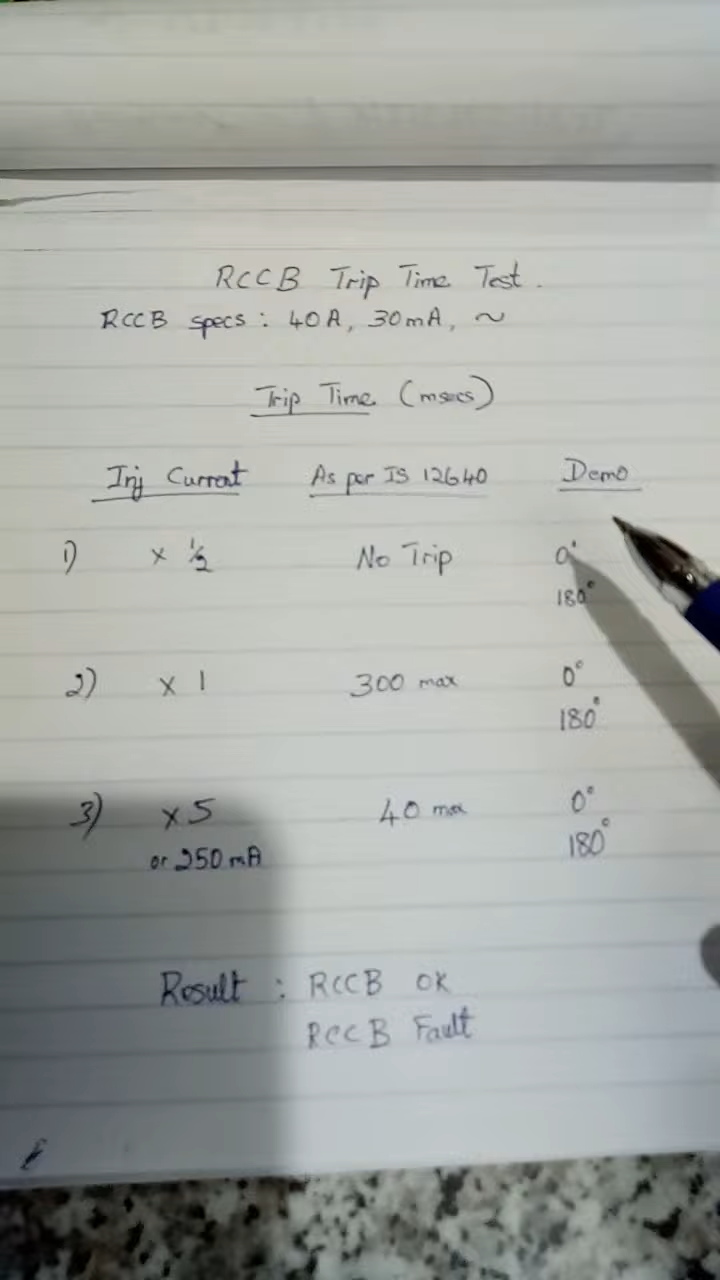 RCCB Trip Time Test.
RCCB specs : 40A, 30mA, ~
Trip Time (msecs)
Inj Current As per IS 12640 Demo
1) x ½ No Trip 0°
180°
2) x 1 300 max 0°
180°
3) x 5 40 max 0°
or 250 mA 180°
Result : RCCB OK
RCCB Fault